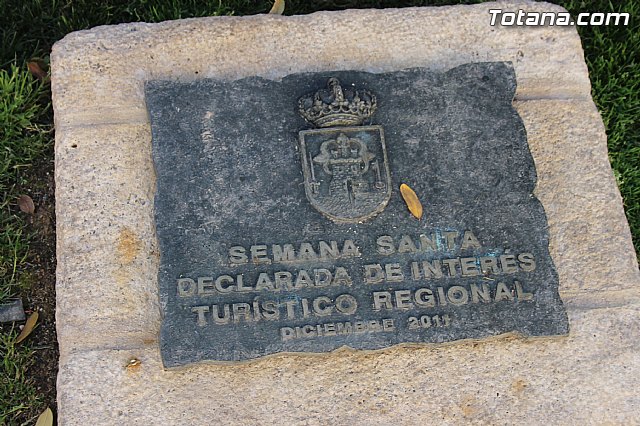 Totana.com
SEMANA SANTA
DECLARADA DE INTERÉS
TURÍSTICO REGIONAL
DICIEMBRE 2011